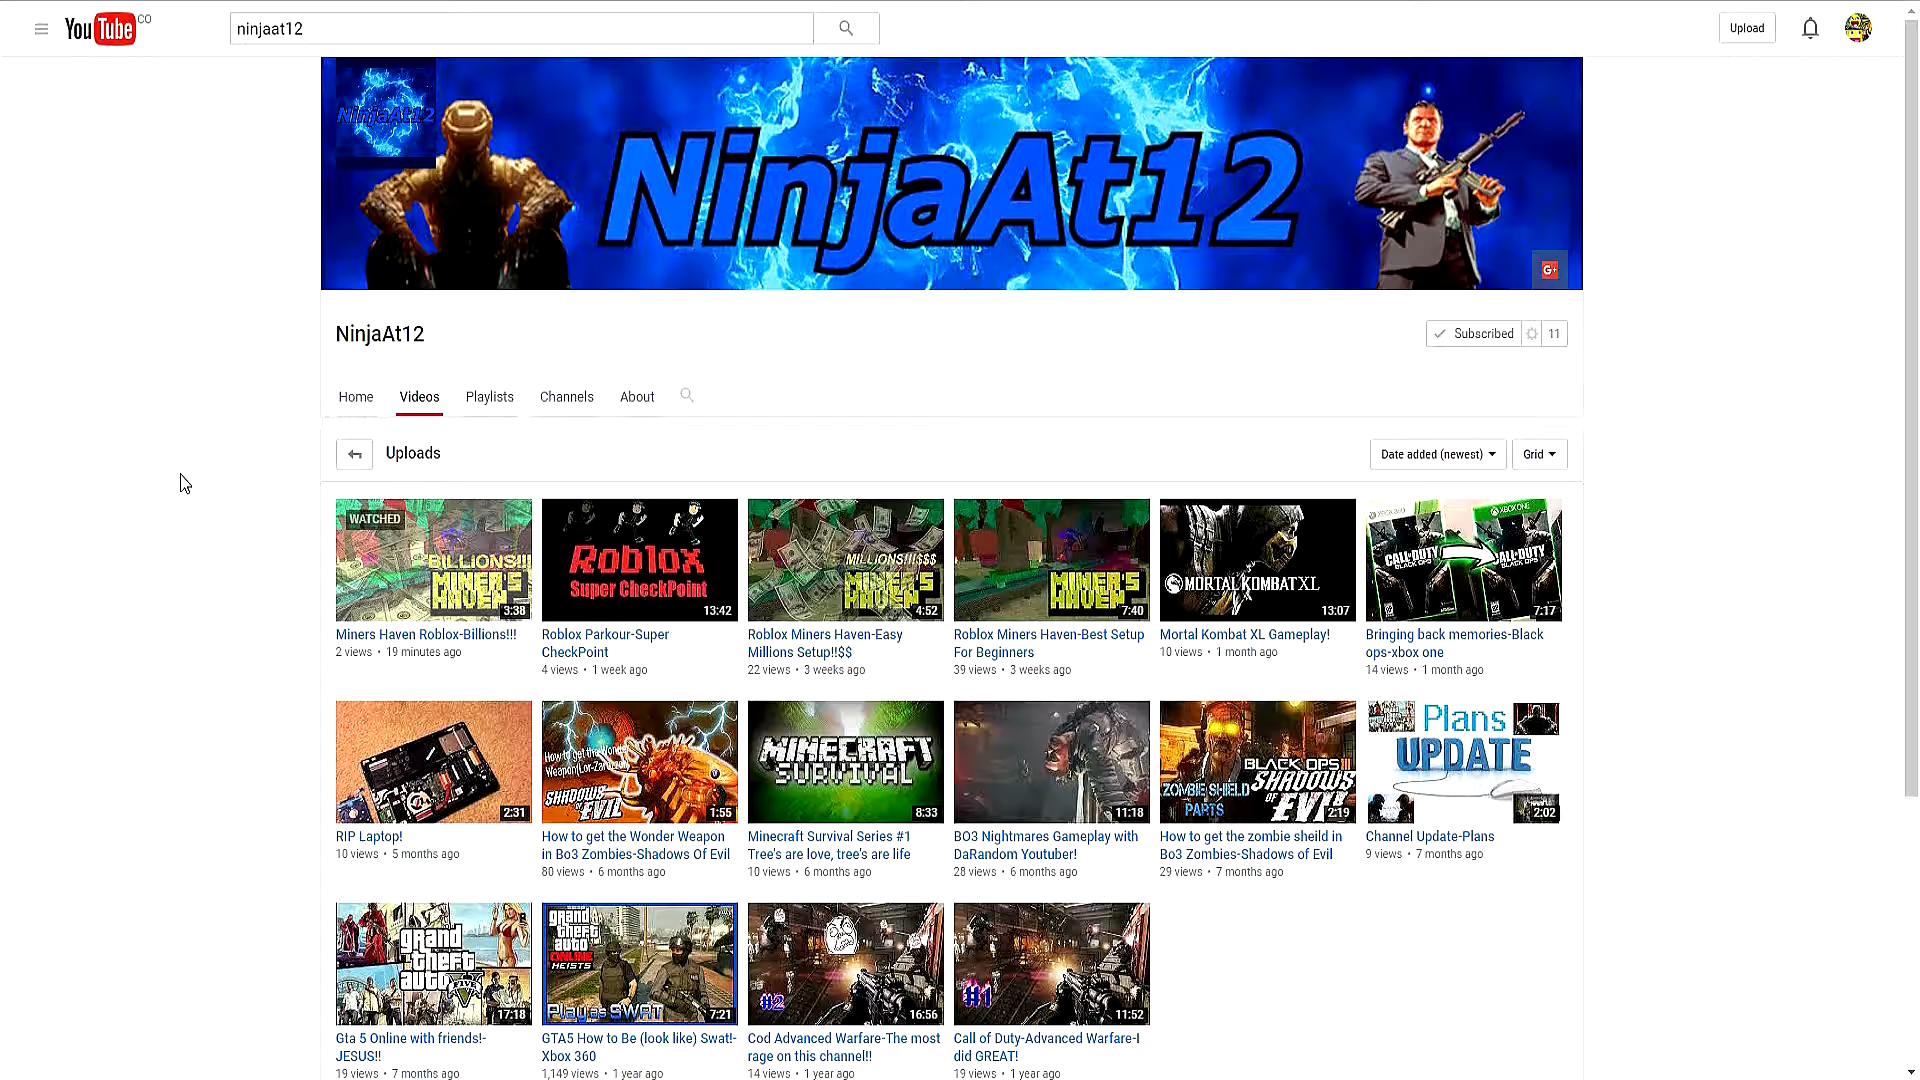 YouTube CO
ninjaat12
Upload
NinjaAt12
NinjaAt12
G+
NinjaAt12
Subscribed
11
Home
Videos
Playlists
Channels
About
Uploads
Date added (newest)
Grid
WATCHED
BILLIONS!!!
MINER'S
HAVEN
3:38
Roblox
Super CheckPoint
13:42
MILLIONS!!!$$$
MINER'S
HAVEN
4:52
MINER'S
HAVEN
7:40
MORTAL KOMBAT XL
13:07
XBOX 360
XBOX ONE
CALL OF DUTY
BLACK OPS
CALL OF DUTY
BLACK OPS
7:17
Miners Haven Roblox-Billions!!!
2 views • 19 minutes ago
Roblox Parkour-Super
CheckPoint
4 views • 1 week ago
Roblox Miners Haven-Easy
Millions Setup!!$$
22 views • 3 weeks ago
Roblox Miners Haven-Best Setup
For Beginners
39 views • 3 weeks ago
Mortal Kombat XL Gameplay!
10 views • 1 month ago
Bringing back memories-Black
ops-xbox one
14 views • 1 month ago
2:31
How to get the Wonder
SHADOWS
OF EVIL
1:55
MINECRAFT
SURVIVAL
8:33
11:18
BLACK OPS III
SHADOWS
OF EVIL
ZOMBIE SHIELD
PARTS
2:19
Plans
UPDATE
2:02
RIP Laptop!
10 views • 5 months ago
How to get the Wonder Weapon
in Bo3 Zombies-Shadows Of Evil
80 views • 6 months ago
Minecraft Survival Series #1
Tree's are love, tree's are life
10 views • 6 months ago
BO3 Nightmares Gameplay with
DaRandom Youtuber!
28 views • 6 months ago
How to get the zombie sheild in
Bo3 Zombies-Shadows of Evil
29 views • 7 months ago
Channel Update-Plans
9 views • 7 months ago
grand
theft
auto
FIVE
17:18
grand
theft
auto
ONLINE
HEISTS
Play as SWAT
7:21
#2
16:56
#1
11:52
Gta 5 Online with friends!-
JESUS!!
19 views • 7 months ago
GTA5 How to Be (look like) Swat!-
Xbox 360
1,149 views • 1 year ago
Cod Advanced Warfare-The most
rage on this channel!!
14 views • 1 year ago
Call of Duty-Advanced Warfare-I
did GREAT!
19 views • 1 year ago